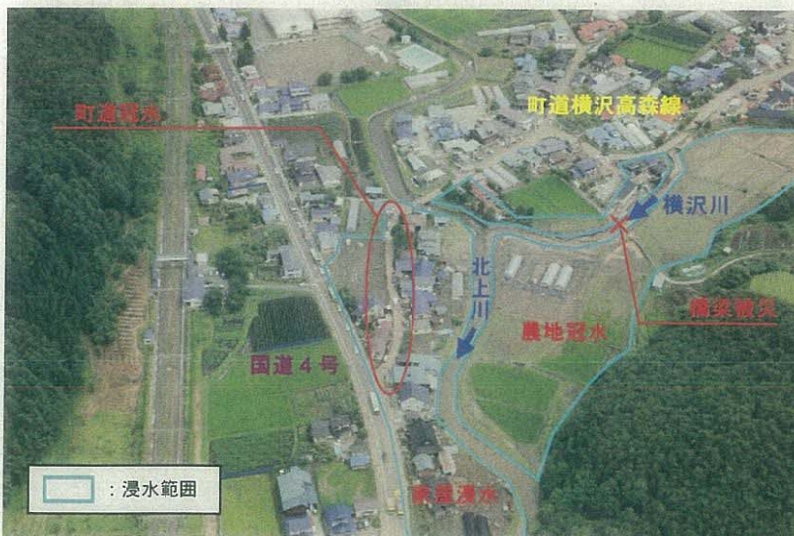 町道横沢高森線
町道冠水
横沢川
北上川
橋梁被災
農地冠水
国道4号
家屋浸水
：浸水範囲